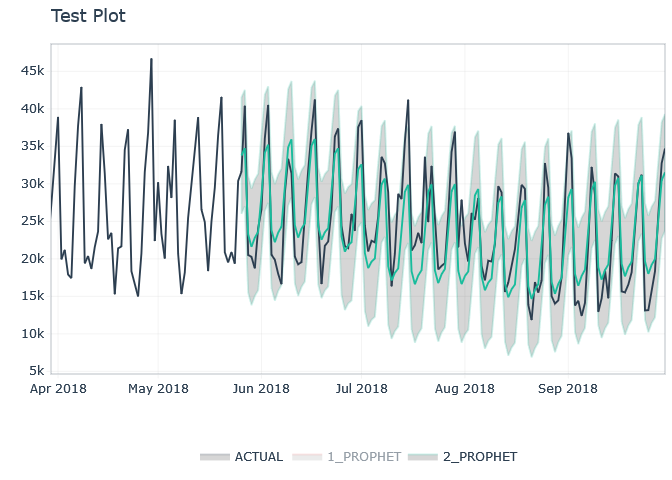 Test Plot
45k
40k
35k
30k
25k
20k
15k
10k
5k
Apr 2018 May 2018 Jun 2018 Jul 2018 Aug 2018 Sep 2018
ACTUAL 1_PROPHET 2_PROPHET